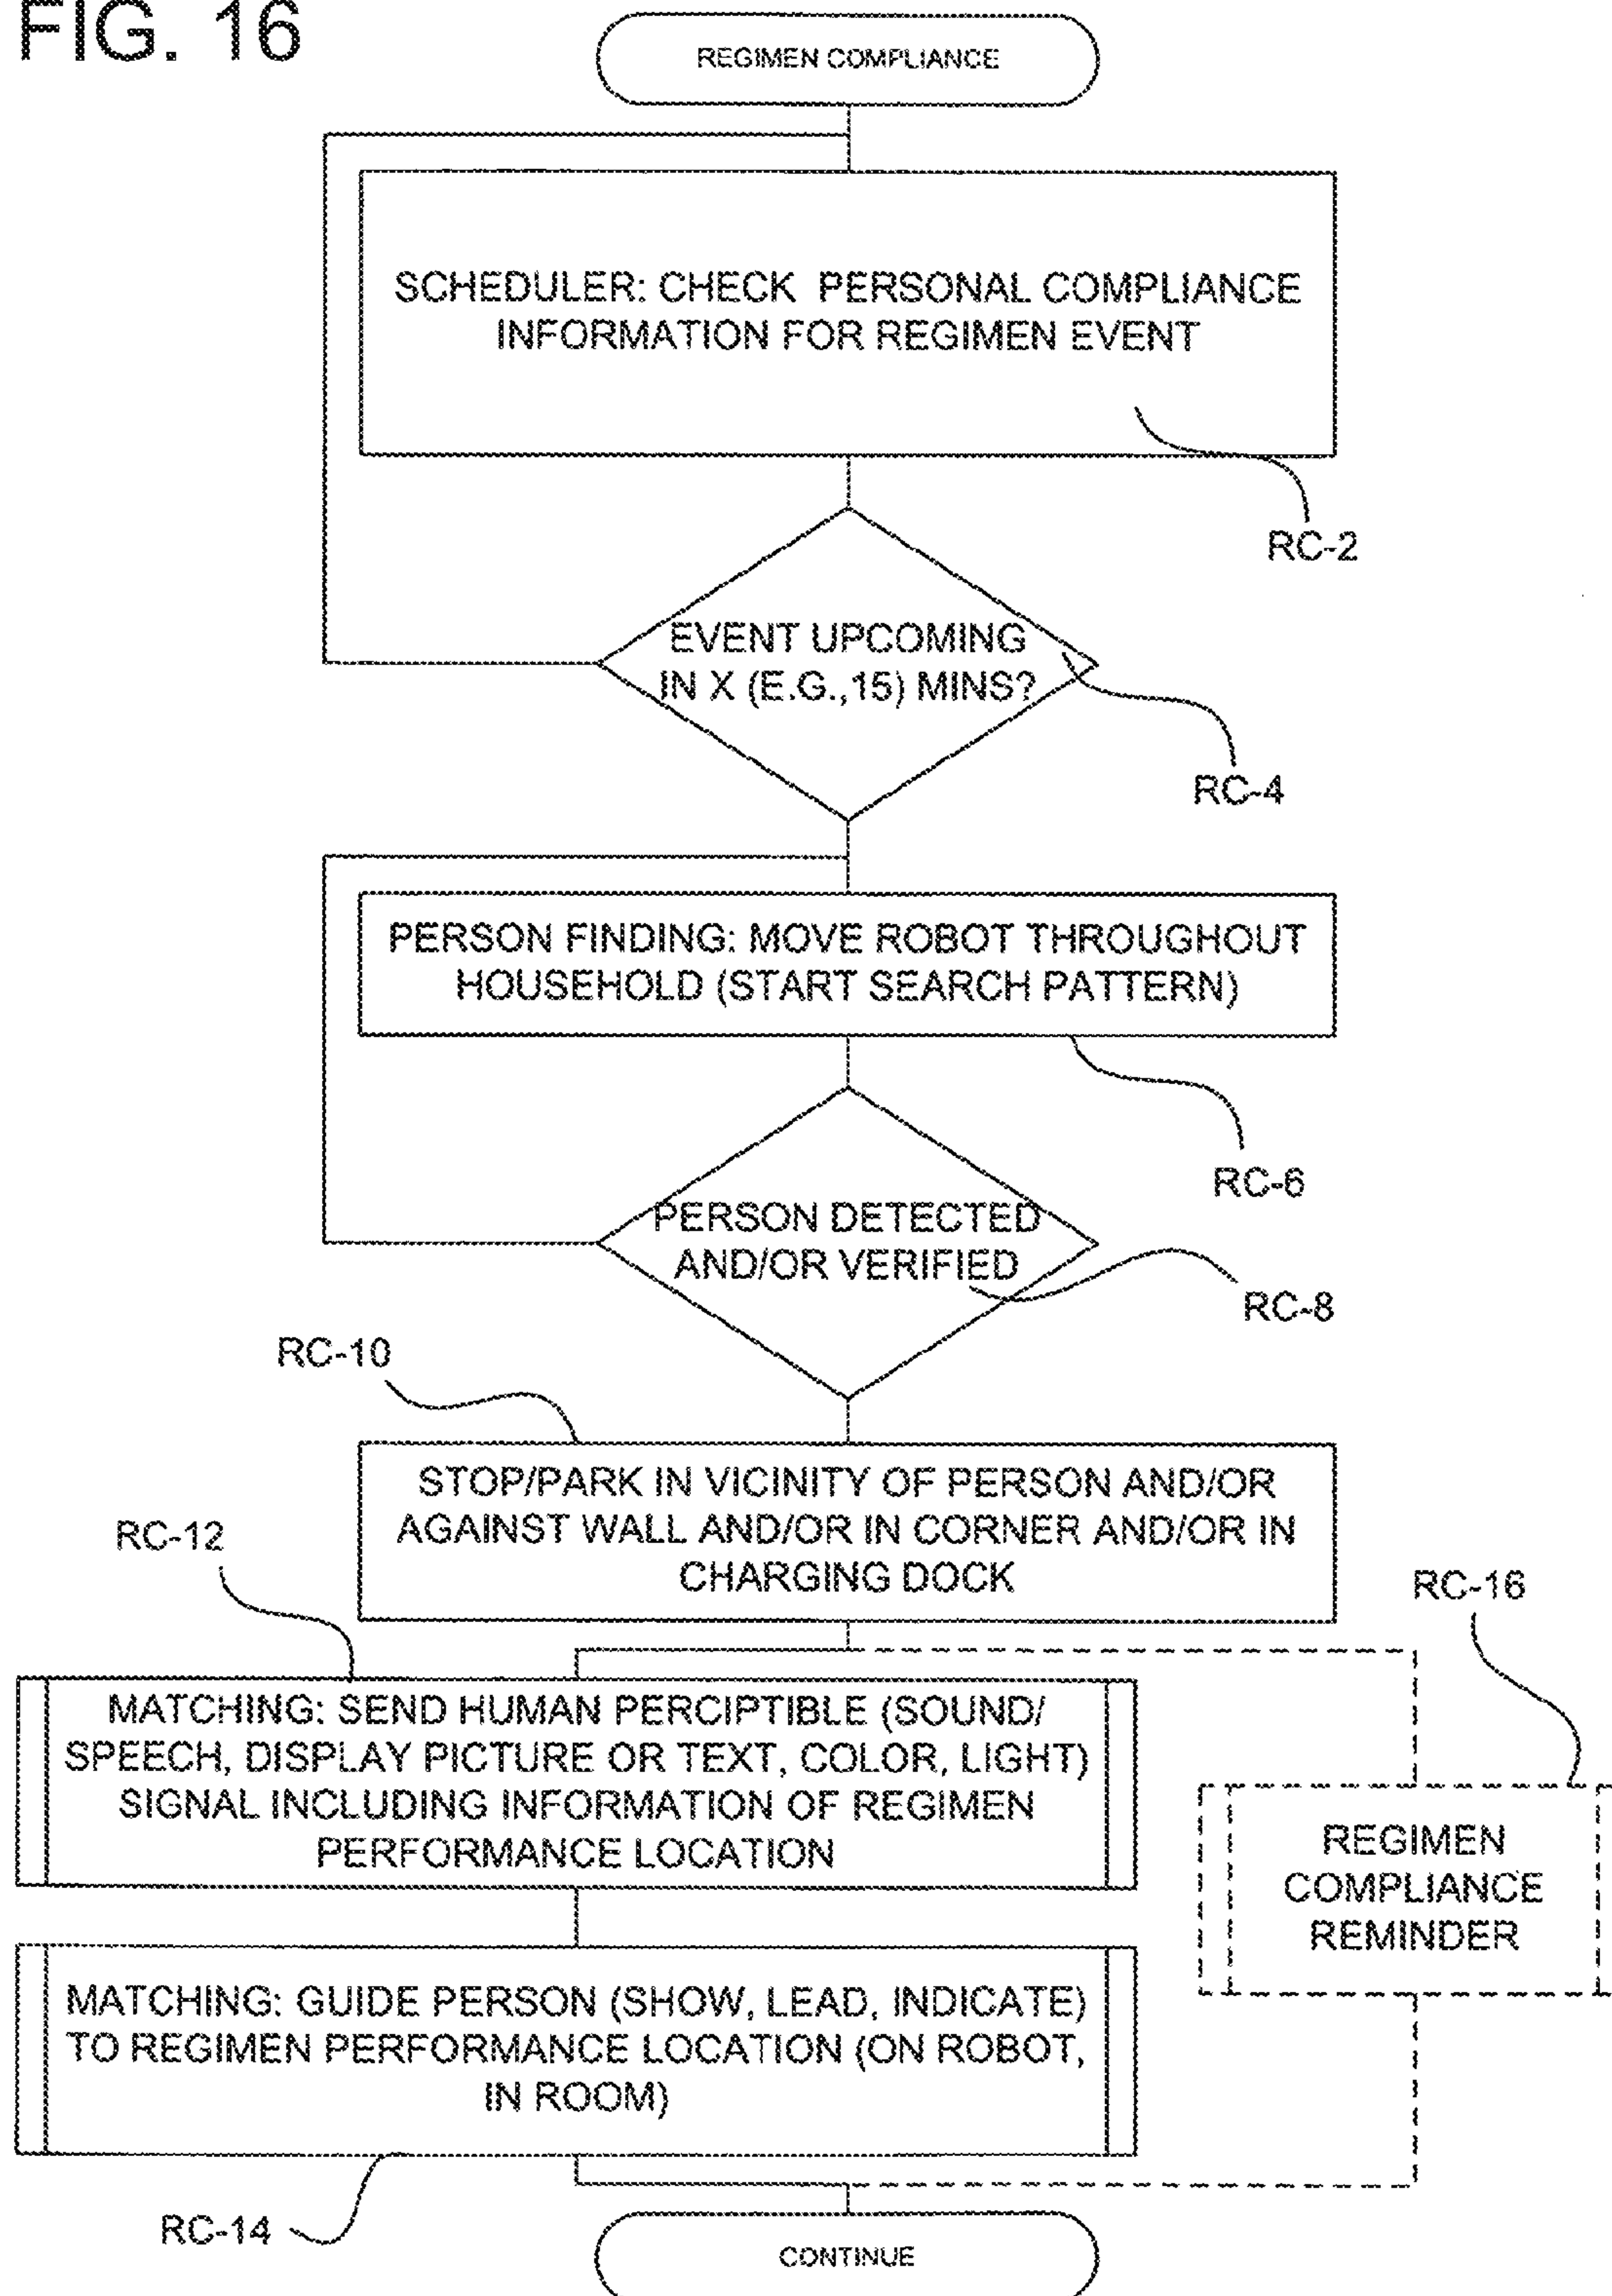 FIG. 16
REGIMEN COMPLIANCE
SCHEDULER: CHECK PERSONAL COMPLIANCE
INFORMATION FOR REGIMEN EVENT
RC-2
EVENT UPCOMING
IN X (E.G.,15) MINS?
RC-4
PERSON FINDING: MOVE ROBOT THROUGHOUT
HOUSEHOLD (START SEARCH PATTERN)
RC-6
PERSON DETECTED
AND/OR VERIFIED
RC-8
RC-10
STOP/PARK IN VICINITY OF PERSON AND/OR
AGAINST WALL AND/OR IN CORNER AND/OR IN
CHARGING DOCK
RC-12
RC-16
MATCHING: SEND HUMAN PERCIPTIBLE (SOUND/
SPEECH, DISPLAY PICTURE OR TEXT, COLOR, LIGHT)
SIGNAL INCLUDING INFORMATION OF REGIMEN
PERFORMANCE LOCATION
REGIMEN
COMPLIANCE
REMINDER
MATCHING: GUIDE PERSON (SHOW, LEAD, INDICATE)
TO REGIMEN PERFORMANCE LOCATION (ON ROBOT,
IN ROOM)
RC-14
CONTINUE